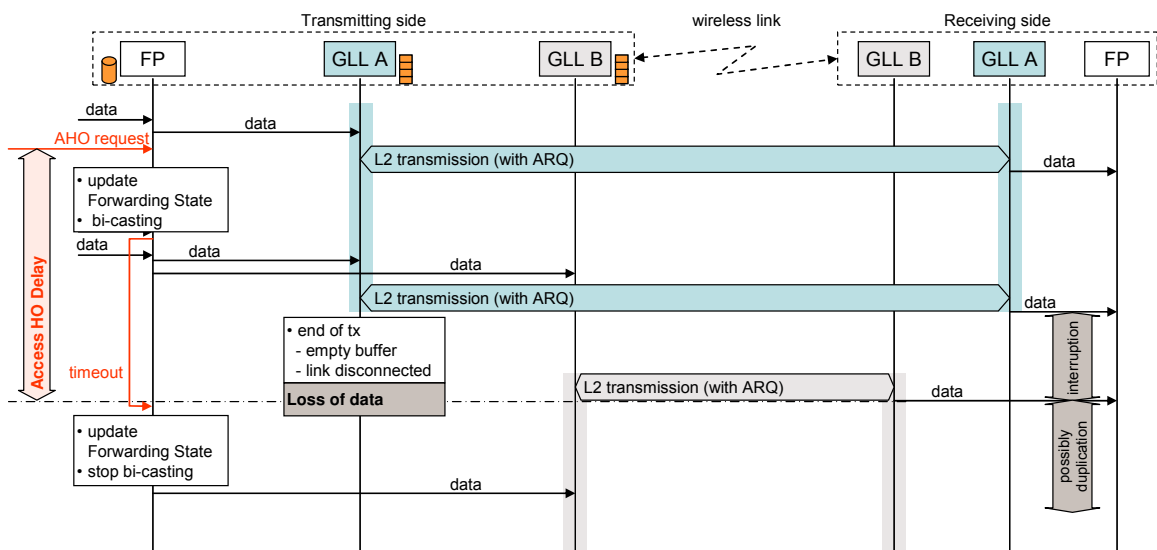 Transmitting side
wireless link
Receiving side
FP
GLL A
GLL B
GLL B
GLL A
FP
data
data
AHO request
L2 transmission (with ARQ)
data
• update
Forwarding State
• bi-casting
data
data
data
Access HO Delay
L2 transmission (with ARQ)
data
• end of tx
- empty buffer
- link disconnected
Loss of data
timeout
L2 transmission (with ARQ)
data
interruption
• update
Forwarding State
• stop bi-casting
data
possibly
duplication